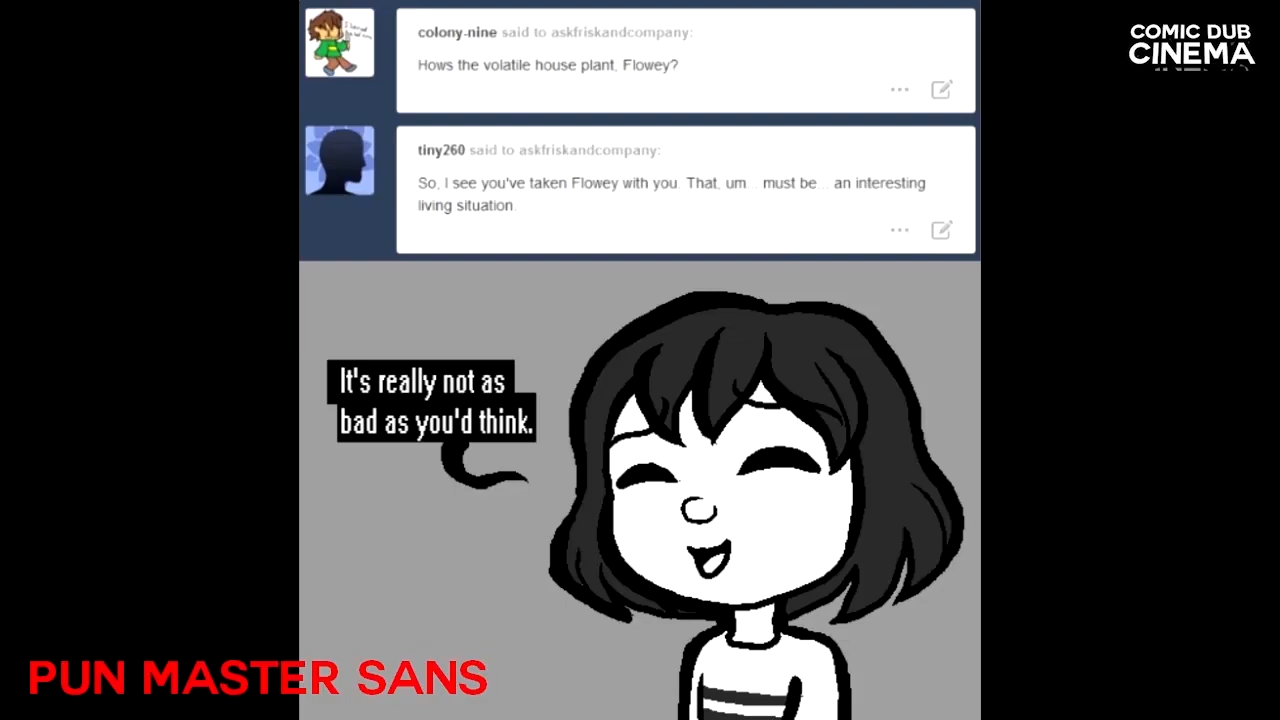 colony-nine said to askfriskandcompany:
Hows the volatile house plant, Flowey?
tiny260 said to askfriskandcompany:
So, I see you've taken Flowey with you. That, um... must be... an interesting
living situation.
COMIC DUB
CINEMA
It's really not as
bad as you'd think.
PUN MASTER SANS